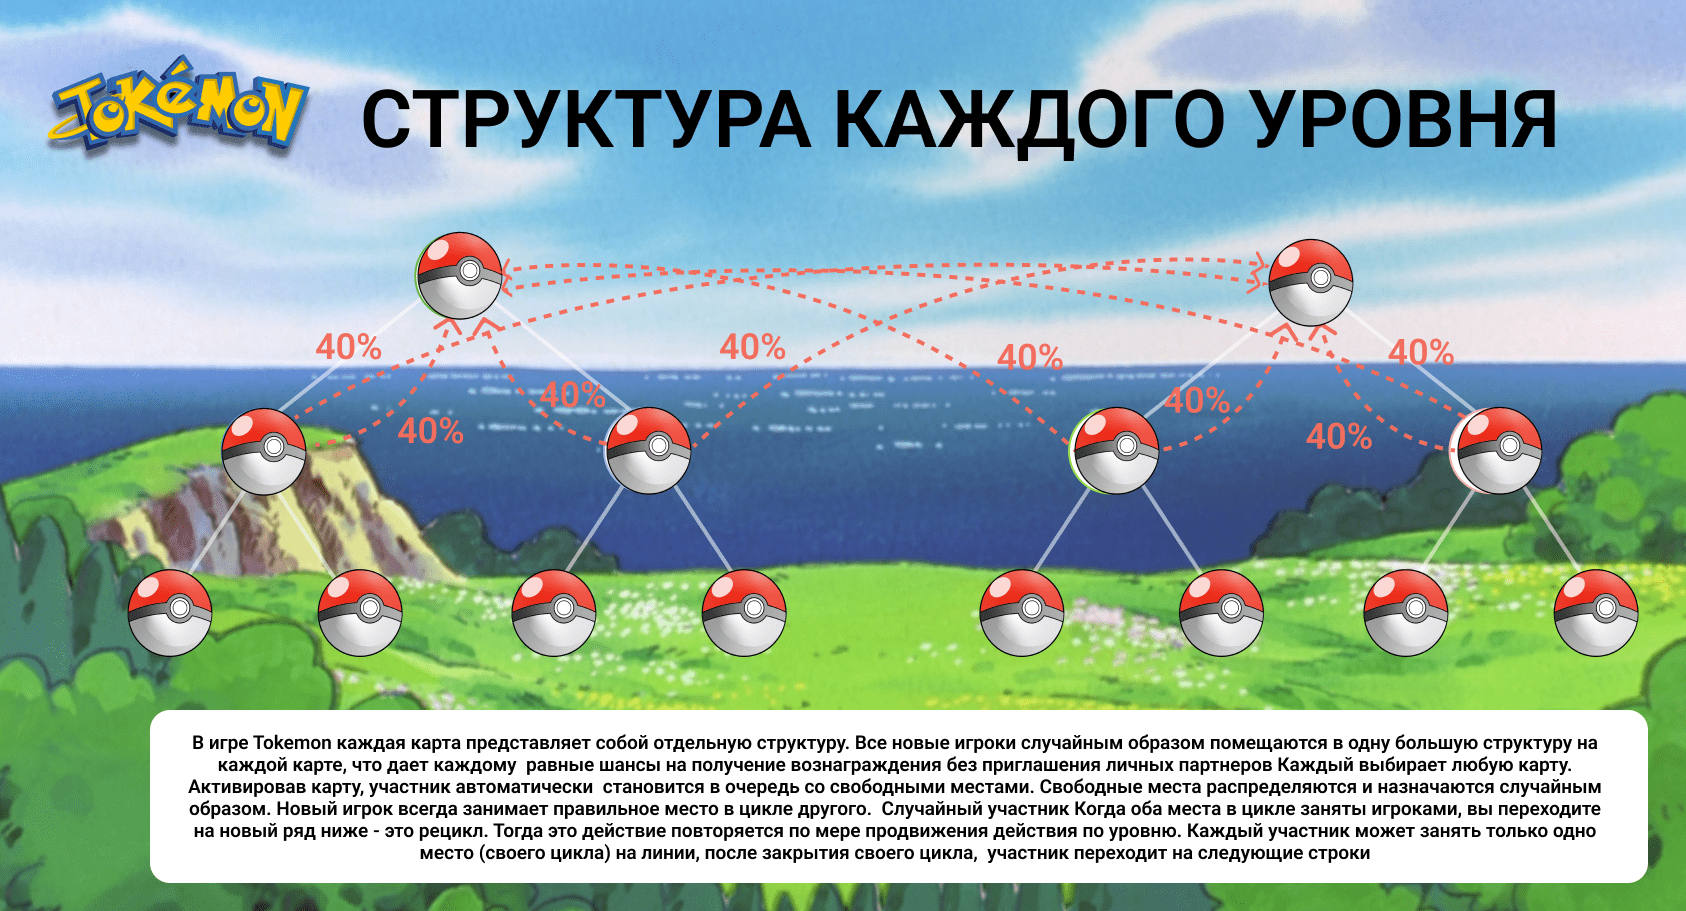 TOKéMON
СТРУКТУРА КАЖДОГО УРОВНЯ
40%
40%
40%
40%
40%
40%
40%
40%
В игре Tokemon каждая карта представляет собой отдельную структуру. Все новые игроки случайным образом помещаются в одну большую структуру на
каждой карте, что дает каждому равные шансы на получение вознаграждения без приглашения личных партнеров Каждый выбирает любую карту.
Активировав карту, участник автоматически становится в очередь со свободными местами. Свободные места распределяются и назначаются случайным
образом. Новый игрок всегда занимает правильное место в цикле другого. Случайный участник Когда оба места в цикле заняты игроками, вы переходите
на новый ряд ниже - это рецикл. Тогда это действие повторяется по мере продвижения действия по уровню. Каждый участник может занять только одно
место (своего цикла) на линии, после закрытия своего цикла, участник переходит на следующие строки